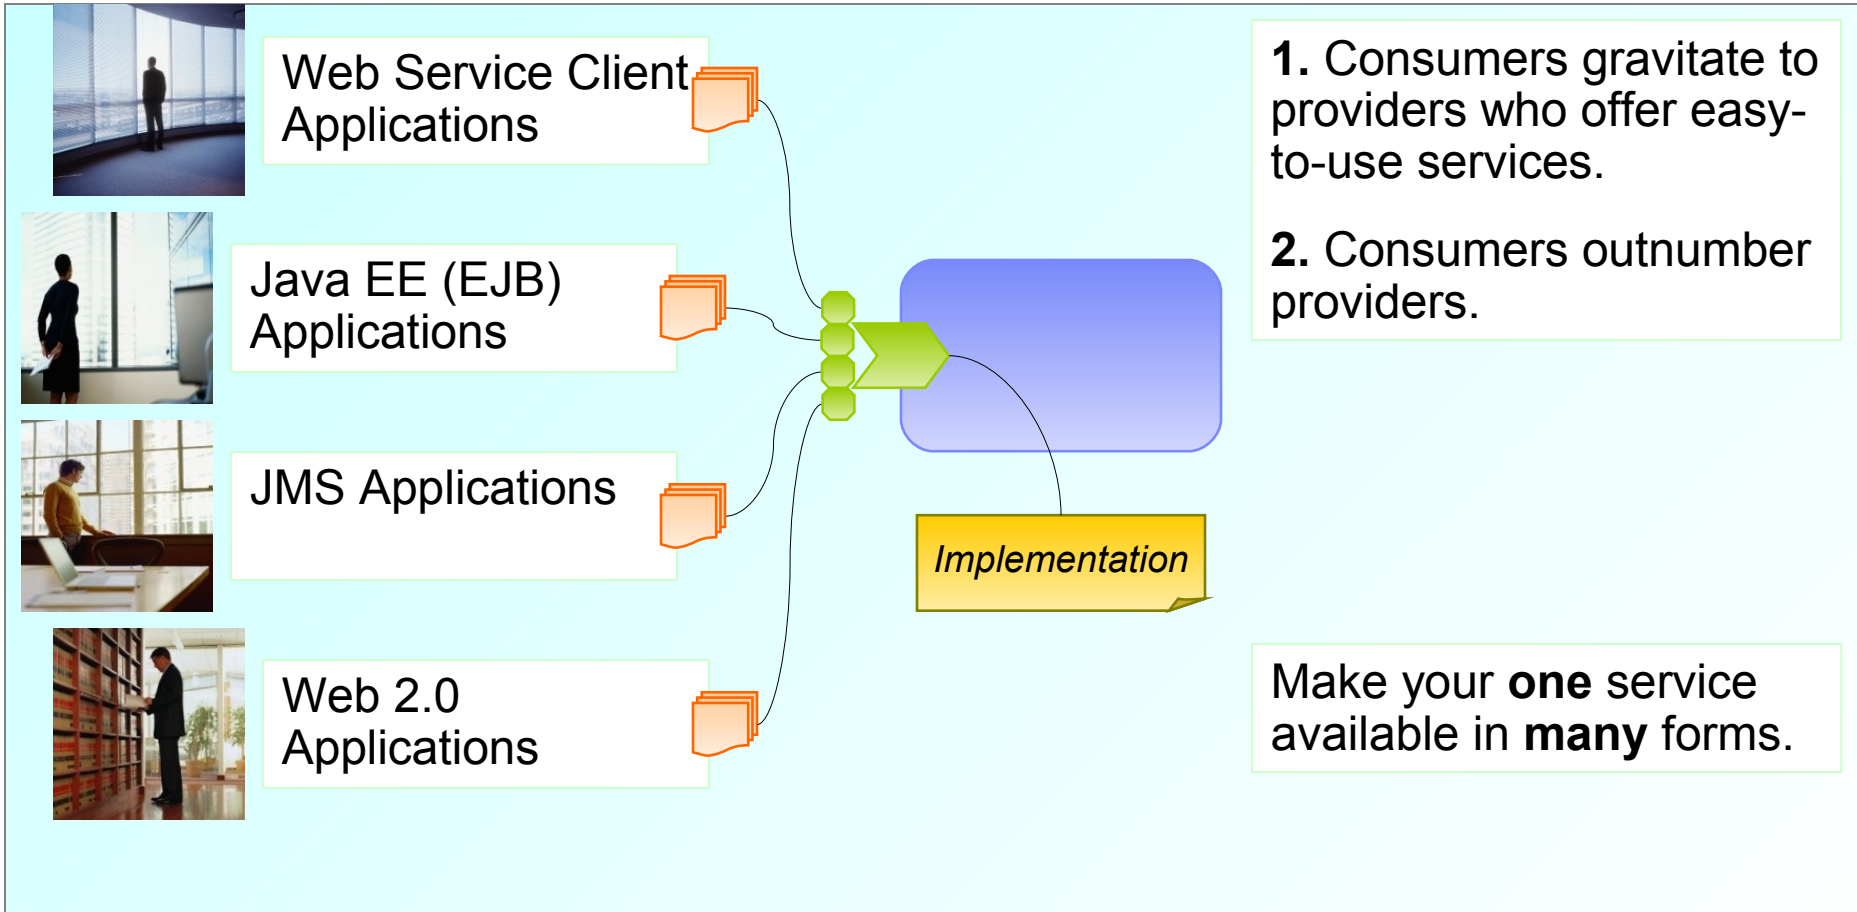 Web Service Client
Applications
Java EE (EJB)
Applications
JMS Applications
Web 2.0
Applications
Implementation
1. Consumers gravitate to
providers who offer easy-
to-use services.
2. Consumers outnumber
providers.
Make your one service
available in many forms.